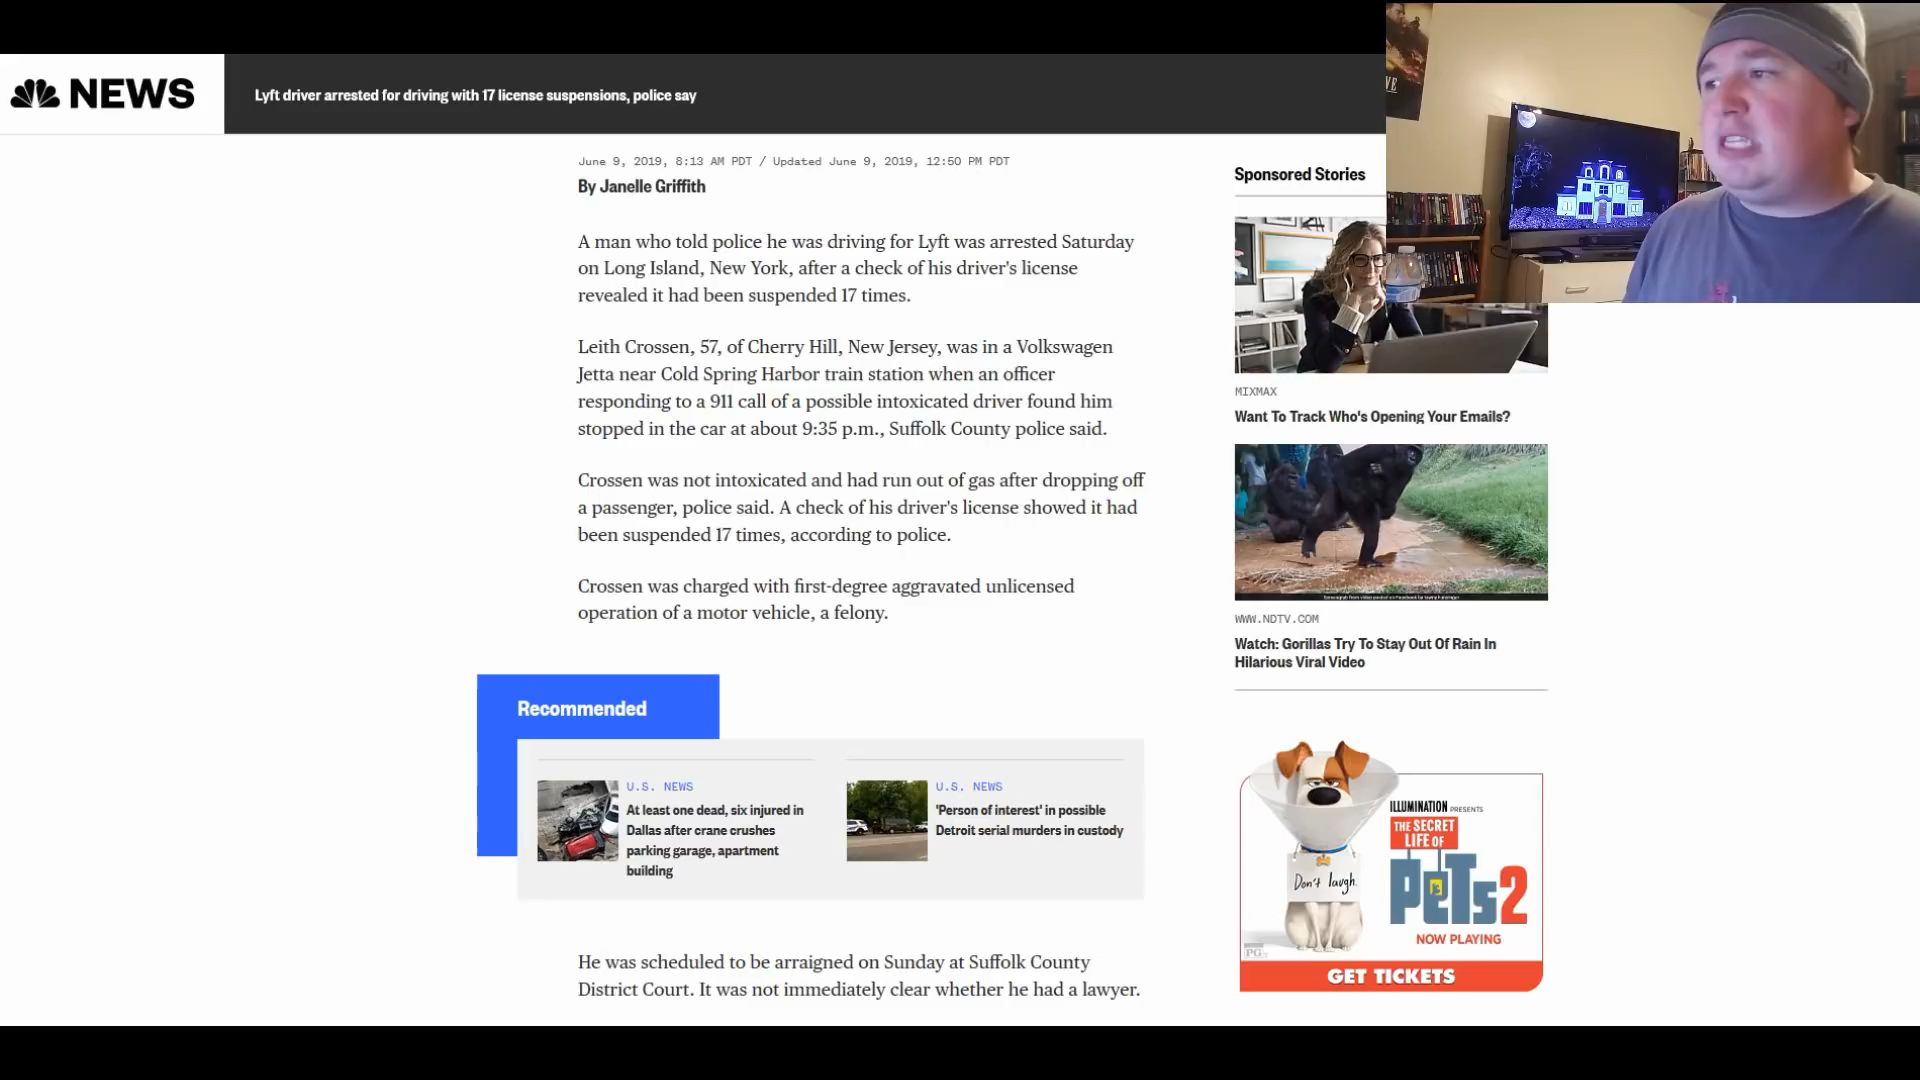 NEWS
Lyft driver arrested for driving with 17 license suspensions, police say
June 9, 2019, 8:13 AM PDT / Updated June 9, 2019, 12:50 PM PDT
By Janelle Griffith
A man who told police he was driving for Lyft was arrested Saturday
on Long Island, New York, after a check of his driver's license
revealed it had been suspended 17 times.
Leith Crossen, 57, of Cherry Hill, New Jersey, was in a Volkswagen
Jetta near Cold Spring Harbor train station when an officer
responding to a 911 call of a possible intoxicated driver found him
stopped in the car at about 9:35 p.m., Suffolk County police said.
Crossen was not intoxicated and had run out of gas after dropping off
a passenger, police said. A check of his driver's license showed it had
been suspended 17 times, according to police.
Crossen was charged with first-degree aggravated unlicensed
operation of a motor vehicle, a felony.
Recommended
U.S. NEWS
At least one dead, six injured in
Dallas after crane crushes
parking garage, apartment
building
U.S. NEWS
'Person of interest' in possible
Detroit serial murders in custody
He was scheduled to be arraigned on Sunday at Suffolk County
District Court. It was not immediately clear whether he had a lawyer.
Sponsored Stories
MIXMAX
Want To Track Who's Opening Your Emails?
WWW.NDTV.COM
Watch: Gorillas Try To Stay Out Of Rain In
Hilarious Viral Video
ILLUMINATION PRESENTS
THE SECRET
LIFE OF
PETS 2
Don't laugh.
NOW PLAYING
PG
GET TICKETS